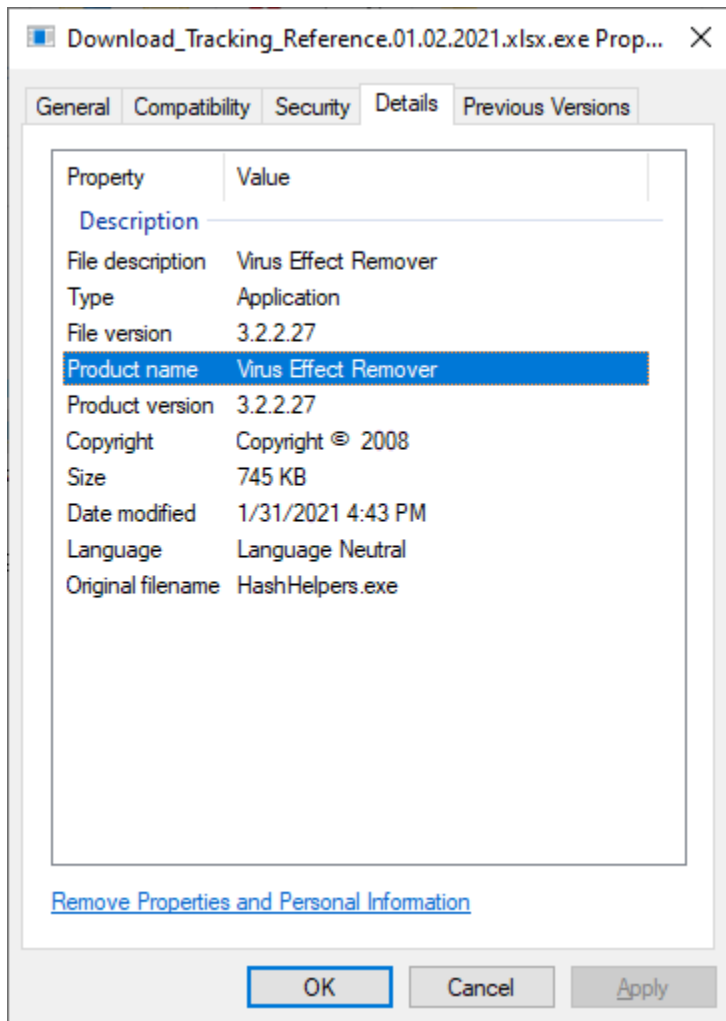 Download_Tracking_Reference.01.02.2021.xlsx.exe Prop...
General Compatibility Security Details Previous Versions
Property Value
Description
File description Virus Effect Remover
Type Application
File version 3.2.2.27
Product name Virus Effect Remover
Product version 3.2.2.27
Copyright Copyright © 2008
Size 745 KB
Date modified 1/31/2021 4:43 PM
Language Language Neutral
Original filename HashHelpers.exe
Remove Properties and Personal Information
OK Cancel Apply